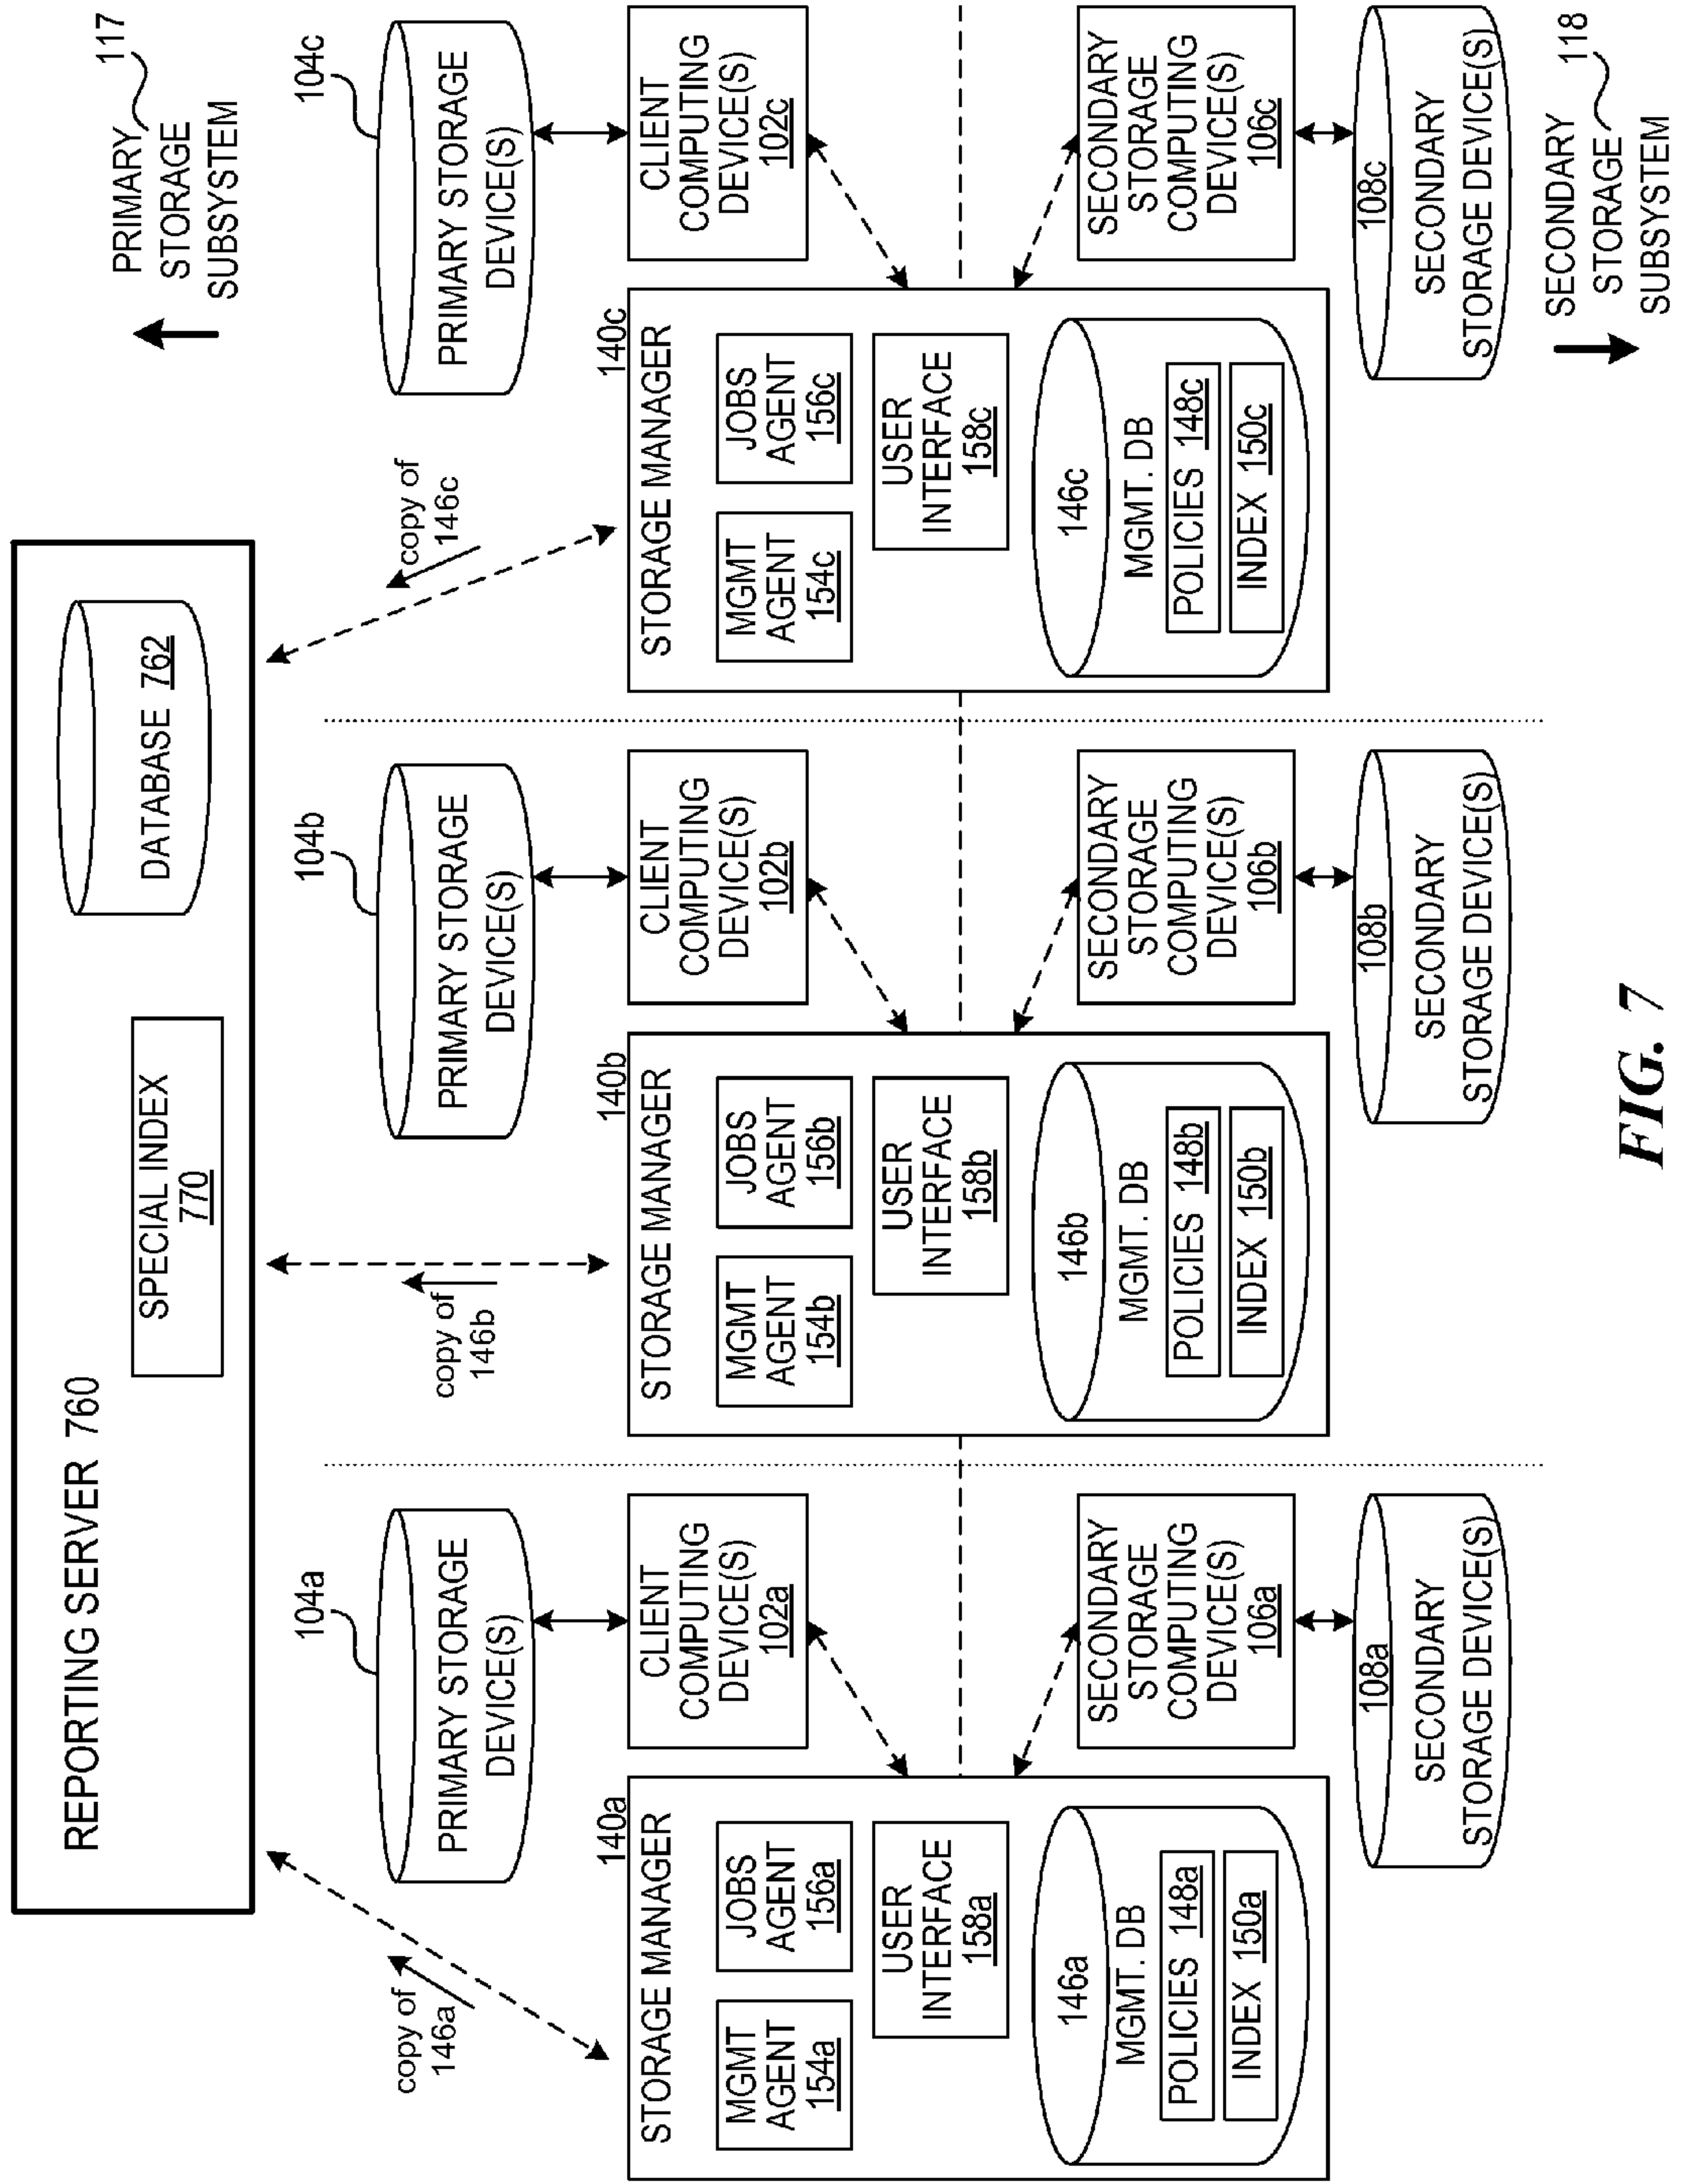 REPORTING SERVER 760
SPECIAL INDEX
770
DATABASE 762
PRIMARY 117
STORAGE
SUBSYSTEM
copy of
146a
copy of
146b
copy of
146c
104a
PRIMARY STORAGE
DEVICE(S)
104b
PRIMARY STORAGE
DEVICE(S)
104c
PRIMARY STORAGE
DEVICE(S)
140a
STORAGE MANAGER
MGMT
AGENT
154a
JOBS
AGENT
156a
USER
INTERFACE
158a
146a
MGMT. DB
POLICIES 148a
INDEX 150a
CLIENT
COMPUTING
DEVICE(S)
102a
SECONDARY
STORAGE
COMPUTING
DEVICE(S)
106a
108a
SECONDARY
STORAGE DEVICE(S)
140b
STORAGE MANAGER
MGMT
AGENT
154b
JOBS
AGENT
156b
USER
INTERFACE
158b
146b
MGMT. DB
POLICIES 148b
INDEX 150b
CLIENT
COMPUTING
DEVICE(S)
102b
SECONDARY
STORAGE
COMPUTING
DEVICE(S)
106b
108b
SECONDARY
STORAGE DEVICE(S)
140c
STORAGE MANAGER
MGMT
AGENT
154c
JOBS
AGENT
156c
USER
INTERFACE
158c
146c
MGMT. DB
POLICIES 148c
INDEX 150c
CLIENT
COMPUTING
DEVICE(S)
102c
SECONDARY
STORAGE
COMPUTING
DEVICE(S)
106c
108c
SECONDARY
STORAGE DEVICE(S)
SECONDARY
STORAGE 118
SUBSYSTEM
FIG. 7